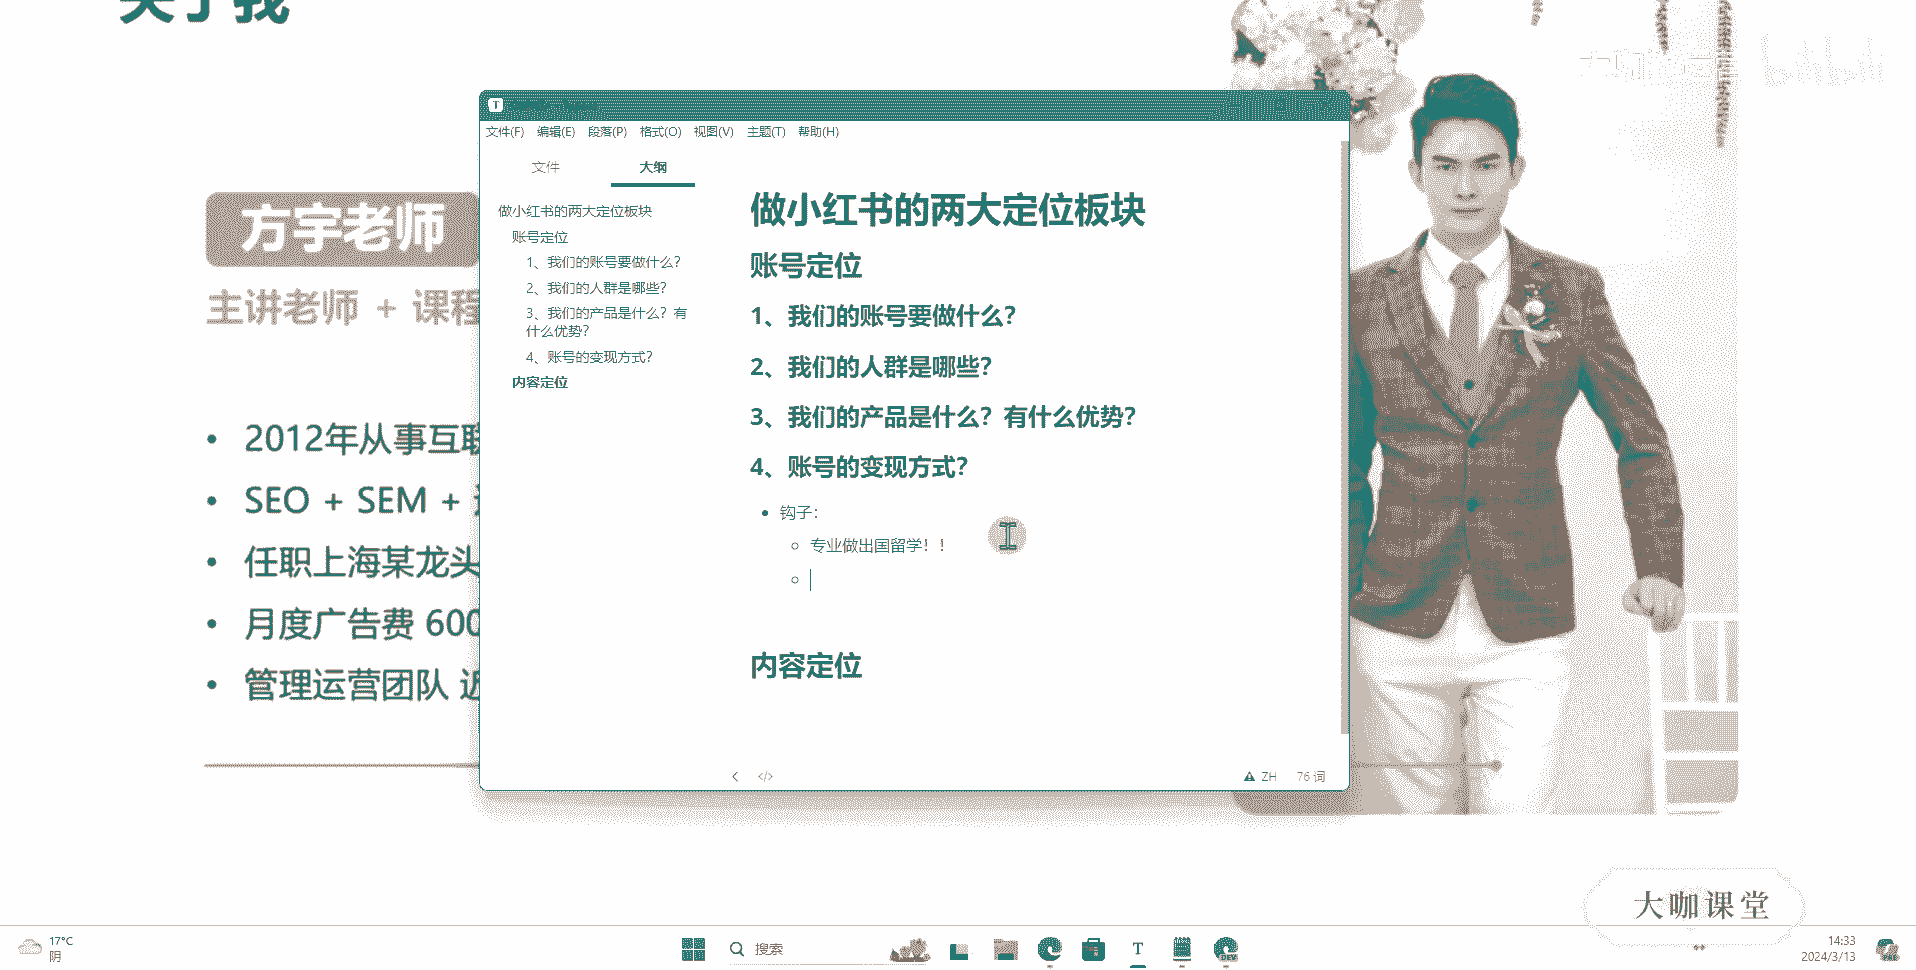 关于我
bilibili
T
文件(F) 编辑(E) 段落(P) 格式(O) 视图(V) 主题(T) 帮助(H)
文件 大纲
做小红书的两大定位板块
账号定位
1、我们的账号要做什么？
2、我们的人群是哪些？
3、我们的产品是什么？有
什么优势？
4、账号的变现方式？
内容定位
做小红书的两大定位板块
账号定位
1、我们的账号要做什么？
2、我们的人群是哪些？
3、我们的产品是什么？有什么优势？
4、账号的变现方式？
• 钩子：
○ 专业做出国留学！！
内容定位
</> ZH 76 词
方宇老师
主讲老师 + 课程
• 2012年从事互联
• SEO + SEM +
• 任职上海某龙头
• 月度广告费 600
• 管理运营团队 近
大咖课堂
17°C
阴
搜索
T
DEV
14:33
2024/3/13
PRE